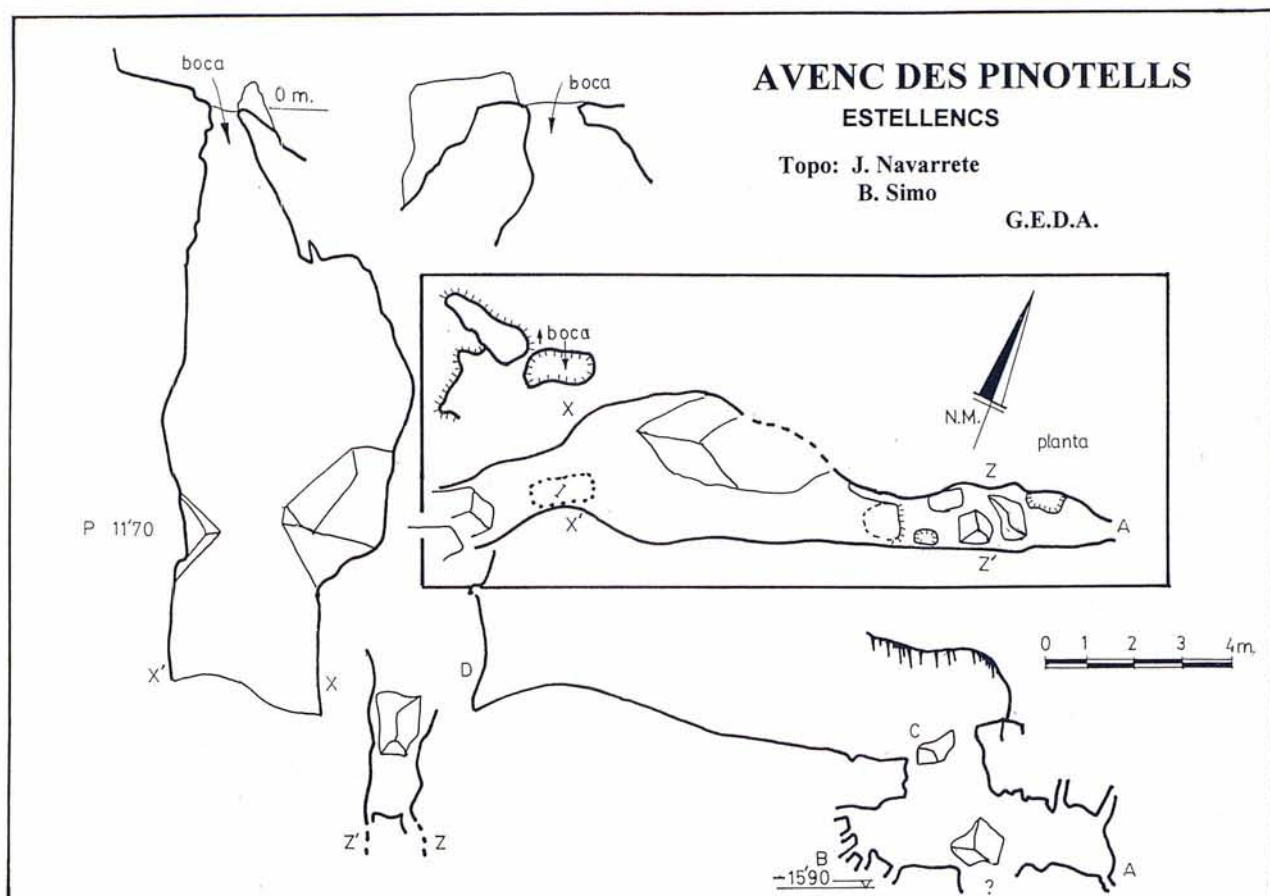 AVENC DES PINOTELLS
ESTELLENCS
Topo: J. Navarrete
B. Simo
G.E.D.A.
boca
0 m.
boca
boca
X
N.M.
planta
Z
A
X'
Z'
P 11'70
0 1 2 3 4m.
X'
X
D
C
Z'
Z
B
A
-15'90
?